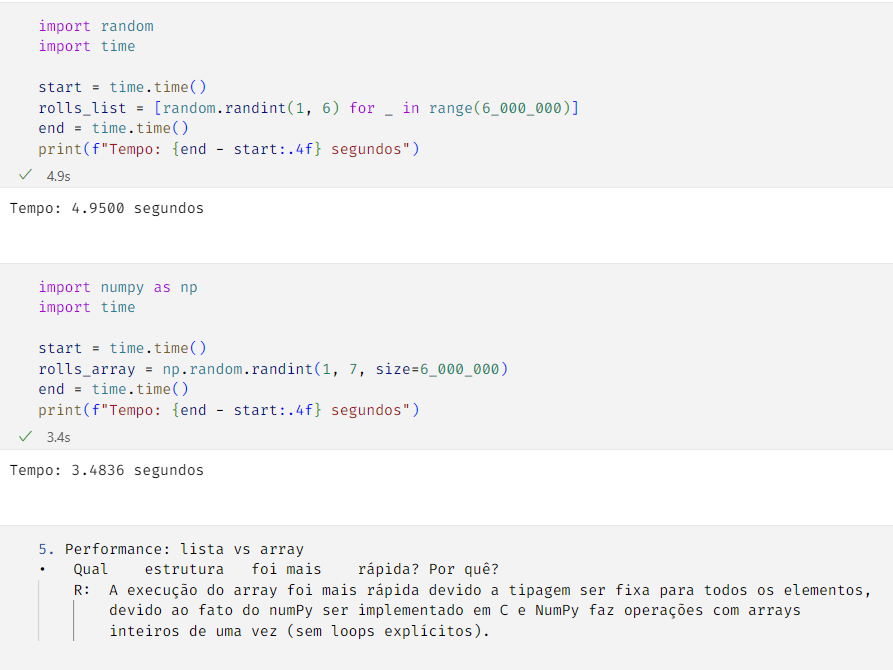 import random
import time
start = time.time()
rolls_list = [random.randint(1, 6) for _ in range(6_000_000)]
end = time.time()
print(f"Tempo: {end - start:.4f} segundos")
✓ 4.9s
Tempo: 4.9500 segundos
import numpy as np
import time
start = time.time()
rolls_array = np.random.randint(1, 7, size=6_000_000)
end = time.time()
print(f"Tempo: {end - start:.4f} segundos")
✓ 3.4s
Tempo: 3.4836 segundos
5. Performance: lista vs array
• Qual estrutura foi mais rápida? Por quê?
R: A execução do array foi mais rápida devido a tipagem ser fixa para todos os elementos,
devido ao fato do numPy ser implementado em C e NumPy faz operações com arrays
inteiros de uma vez (sem loops explícitos).